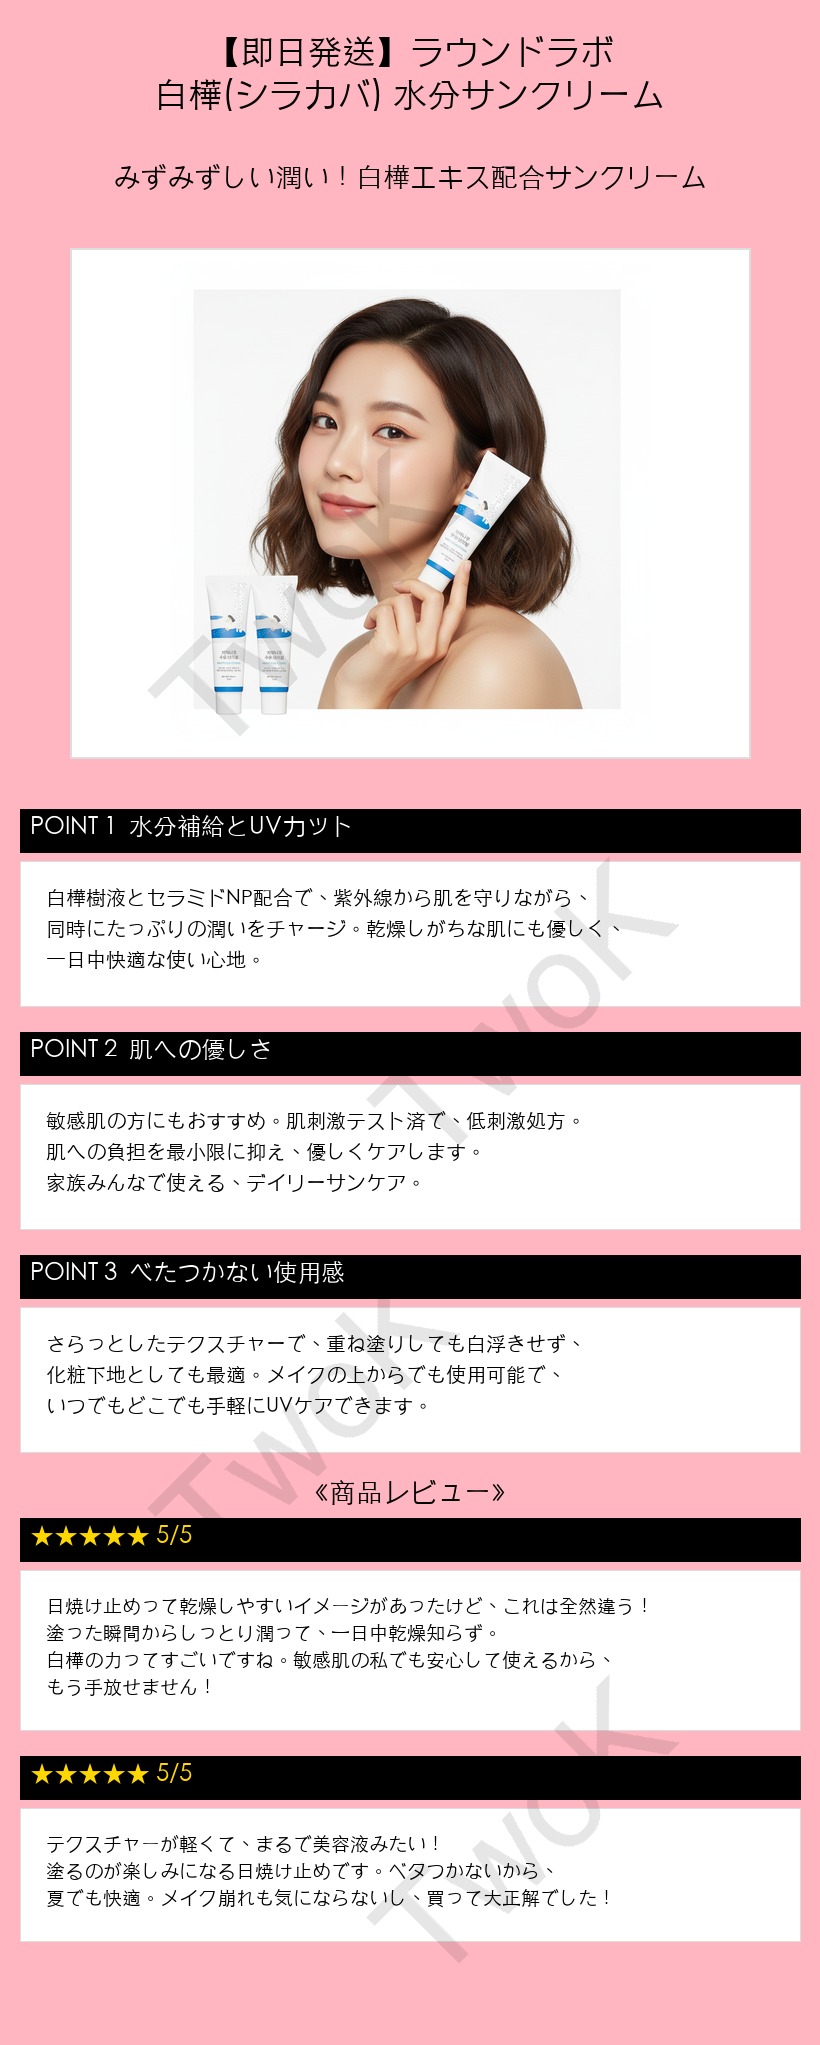 【即日発送】ラウンドラボ
白樺(シラカバ) 水分サンクリーム
みずみずしい潤い！白樺エキス配合サンクリーム
TwoK
POINT 1 水分補給とUVカット
白樺樹液とセラミドNP配合で、紫外線から肌を守りながら、
同時にたっぷりの潤いをチャージ。乾燥しがちな肌にも優しく、
一日中快適な使い心地。
TwoK
POINT 2 肌への優しさ
敏感肌の方にもおすすめ。肌刺激テスト済で、低刺激処方。
肌への負担を最小限に抑え、優しくケアします。
家族みんなで使える、デイリーサンケア。
POINT 3 べたつかない使用感
さらっとしたテクスチャーで、重ね塗りしても白浮きせず、
化粧下地としても最適。メイクの上からでも使用可能で、
いつでもどこでも手軽にUVケアできます。
TwoK
《商品レビュー》
★★★★★ 5/5
日焼け止めって乾燥しやすいイメージがあったけど、これは全然違う！
塗った瞬間からしっとり潤って、一日中乾燥知らず。
白樺の力ってすごいですね。敏感肌の私でも安心して使えるから、
もう手放せません！
★★★★★ 5/5
テクスチャーが軽くて、まるで美容液みたい！
塗るのが楽しみになる日焼け止めです。ベタつかないから、
夏でも快適。メイク崩れも気にならないし、買って大正解でした！
TwoK